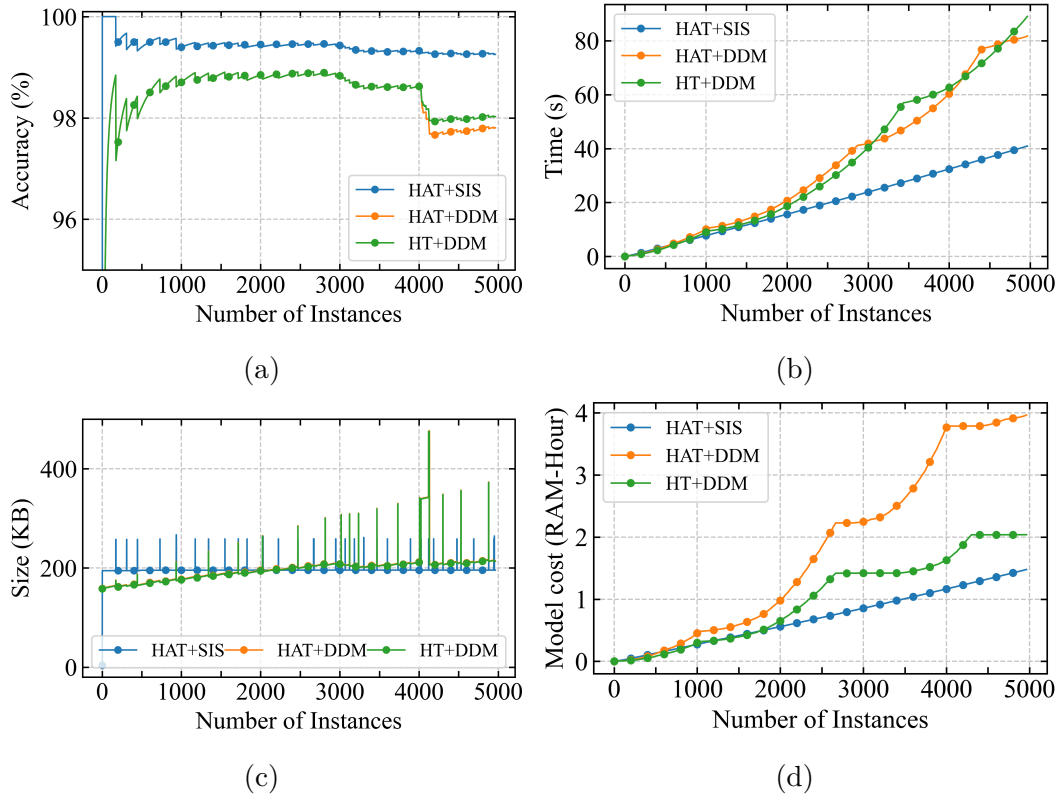 100
98
96
Accuracy (%)
HAT+SIS
HAT+DDM
HT+DDM
0 1000 2000 3000 4000 5000
Number of Instances
(a)
80
60
40
20
0
Time (s)
HAT+SIS
HAT+DDM
HT+DDM
0 1000 2000 3000 4000 5000
Number of Instances
(b)
400
200
0
Size (KB)
HAT+SIS HAT+DDM HT+DDM
0 1000 2000 3000 4000 5000
Number of Instances
(c)
4
3
2
1
0
Model cost (RAM-Hour)
HAT+SIS
HAT+DDM
HT+DDM
0 1000 2000 3000 4000 5000
Number of Instances
(d)